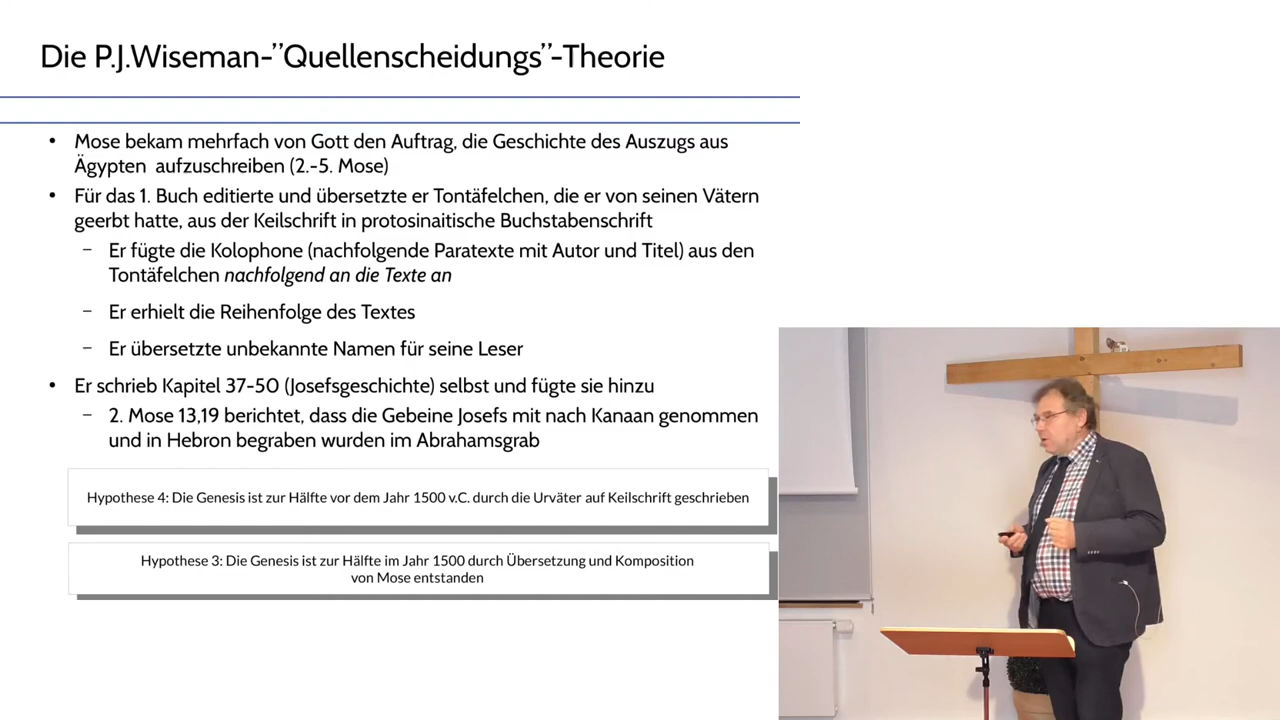 Die P.J.Wiseman-”Quellenscheidungs”-Theorie
• Mose bekam mehrfach von Gott den Auftrag, die Geschichte des Auszugs aus
Ägypten aufzuschreiben (2.-5. Mose)
• Für das 1. Buch editierte und übersetzte er Tontäfelchen, die er von seinen Vätern
geerbt hatte, aus der Keilschrift in protosinaitische Buchstabenschrift
– Er fügte die Kolophone (nachfolgende Paratexte mit Autor und Titel) aus den
Tontäfelchen nachfolgend an die Texte an
– Er erhielt die Reihenfolge des Textes
– Er übersetzte unbekannte Namen für seine Leser
• Er schrieb Kapitel 37-50 (Josefsgeschichte) selbst und fügte sie hinzu
– 2. Mose 13,19 berichtet, dass die Gebeine Josefs mit nach Kanaan genommen
und in Hebron begraben wurden im Abrahamsgrab
Hypothese 4: Die Genesis ist zur Hälfte vor dem Jahr 1500 v.C. durch die Urväter auf Keilschrift geschrieben
Hypothese 3: Die Genesis ist zur Hälfte im Jahr 1500 durch Übersetzung und Komposition
von Mose entstanden